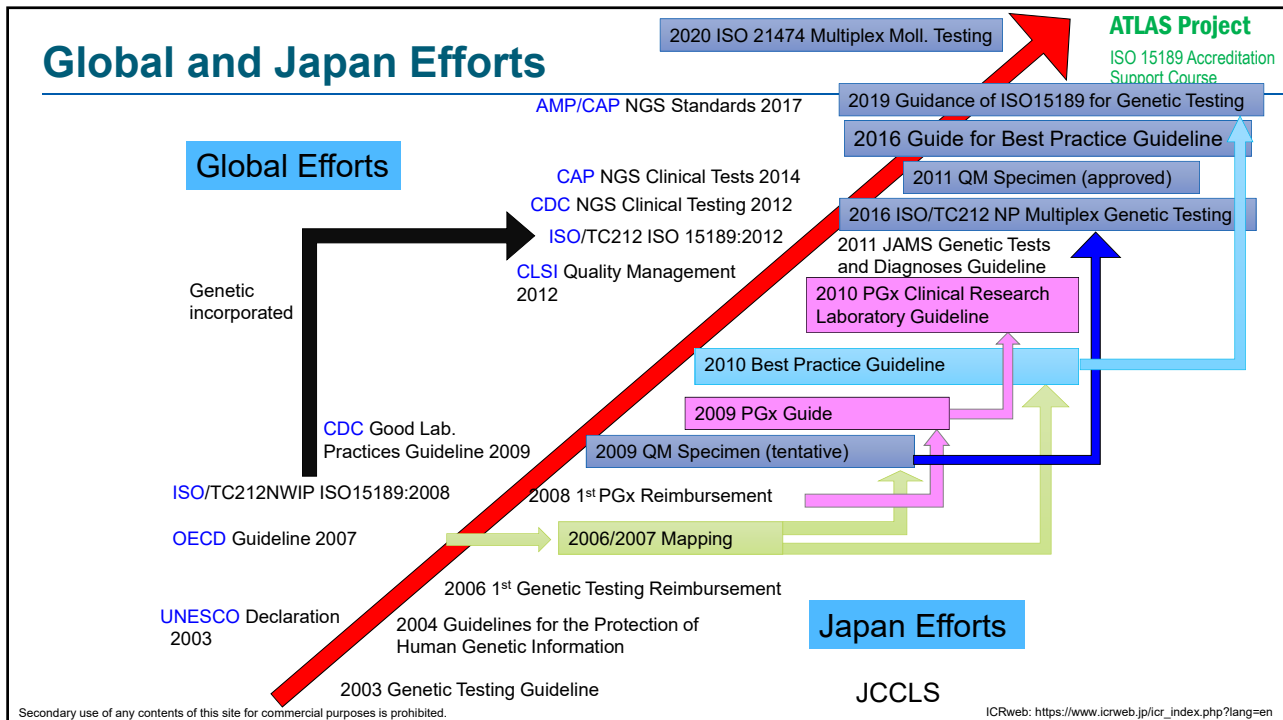 Global and Japan Efforts
2020 ISO 21474 Multiplex Moll. Testing
ATLAS Project
ISO 15189 Accreditation
Support Course
AMP/CAP NGS Standards 2017
2019 Guidance of ISO15189 for Genetic Testing
2016 Guide for Best Practice Guideline
Global Efforts
CAP NGS Clinical Tests 2014
2011 QM Specimen (approved)
CDC NGS Clinical Testing 2012
2016 ISO/TC212 NP Multiplex Genetic Testing
ISO/TC212 ISO 15189:2012
2011 JAMS Genetic Tests
and Diagnoses Guideline
CLSI Quality Management
2012
Genetic
incorporated
2010 PGx Clinical Research
Laboratory Guideline
2010 Best Practice Guideline
2009 PGx Guide
CDC Good Lab.
Practices Guideline 2009
2009 QM Specimen (tentative)
ISO/TC212NWIP ISO15189:2008
2008 1st PGx Reimbursement
OECD Guideline 2007
2006/2007 Mapping
2006 1st Genetic Testing Reimbursement
UNESCO Declaration
2003
2004 Guidelines for the Protection of
Human Genetic Information
Japan Efforts
2003 Genetic Testing Guideline
JCCLS
Secondary use of any contents of this site for commercial purposes is prohibited.
ICRweb: https://www.icrweb.jp/icr_index.php?lang=en